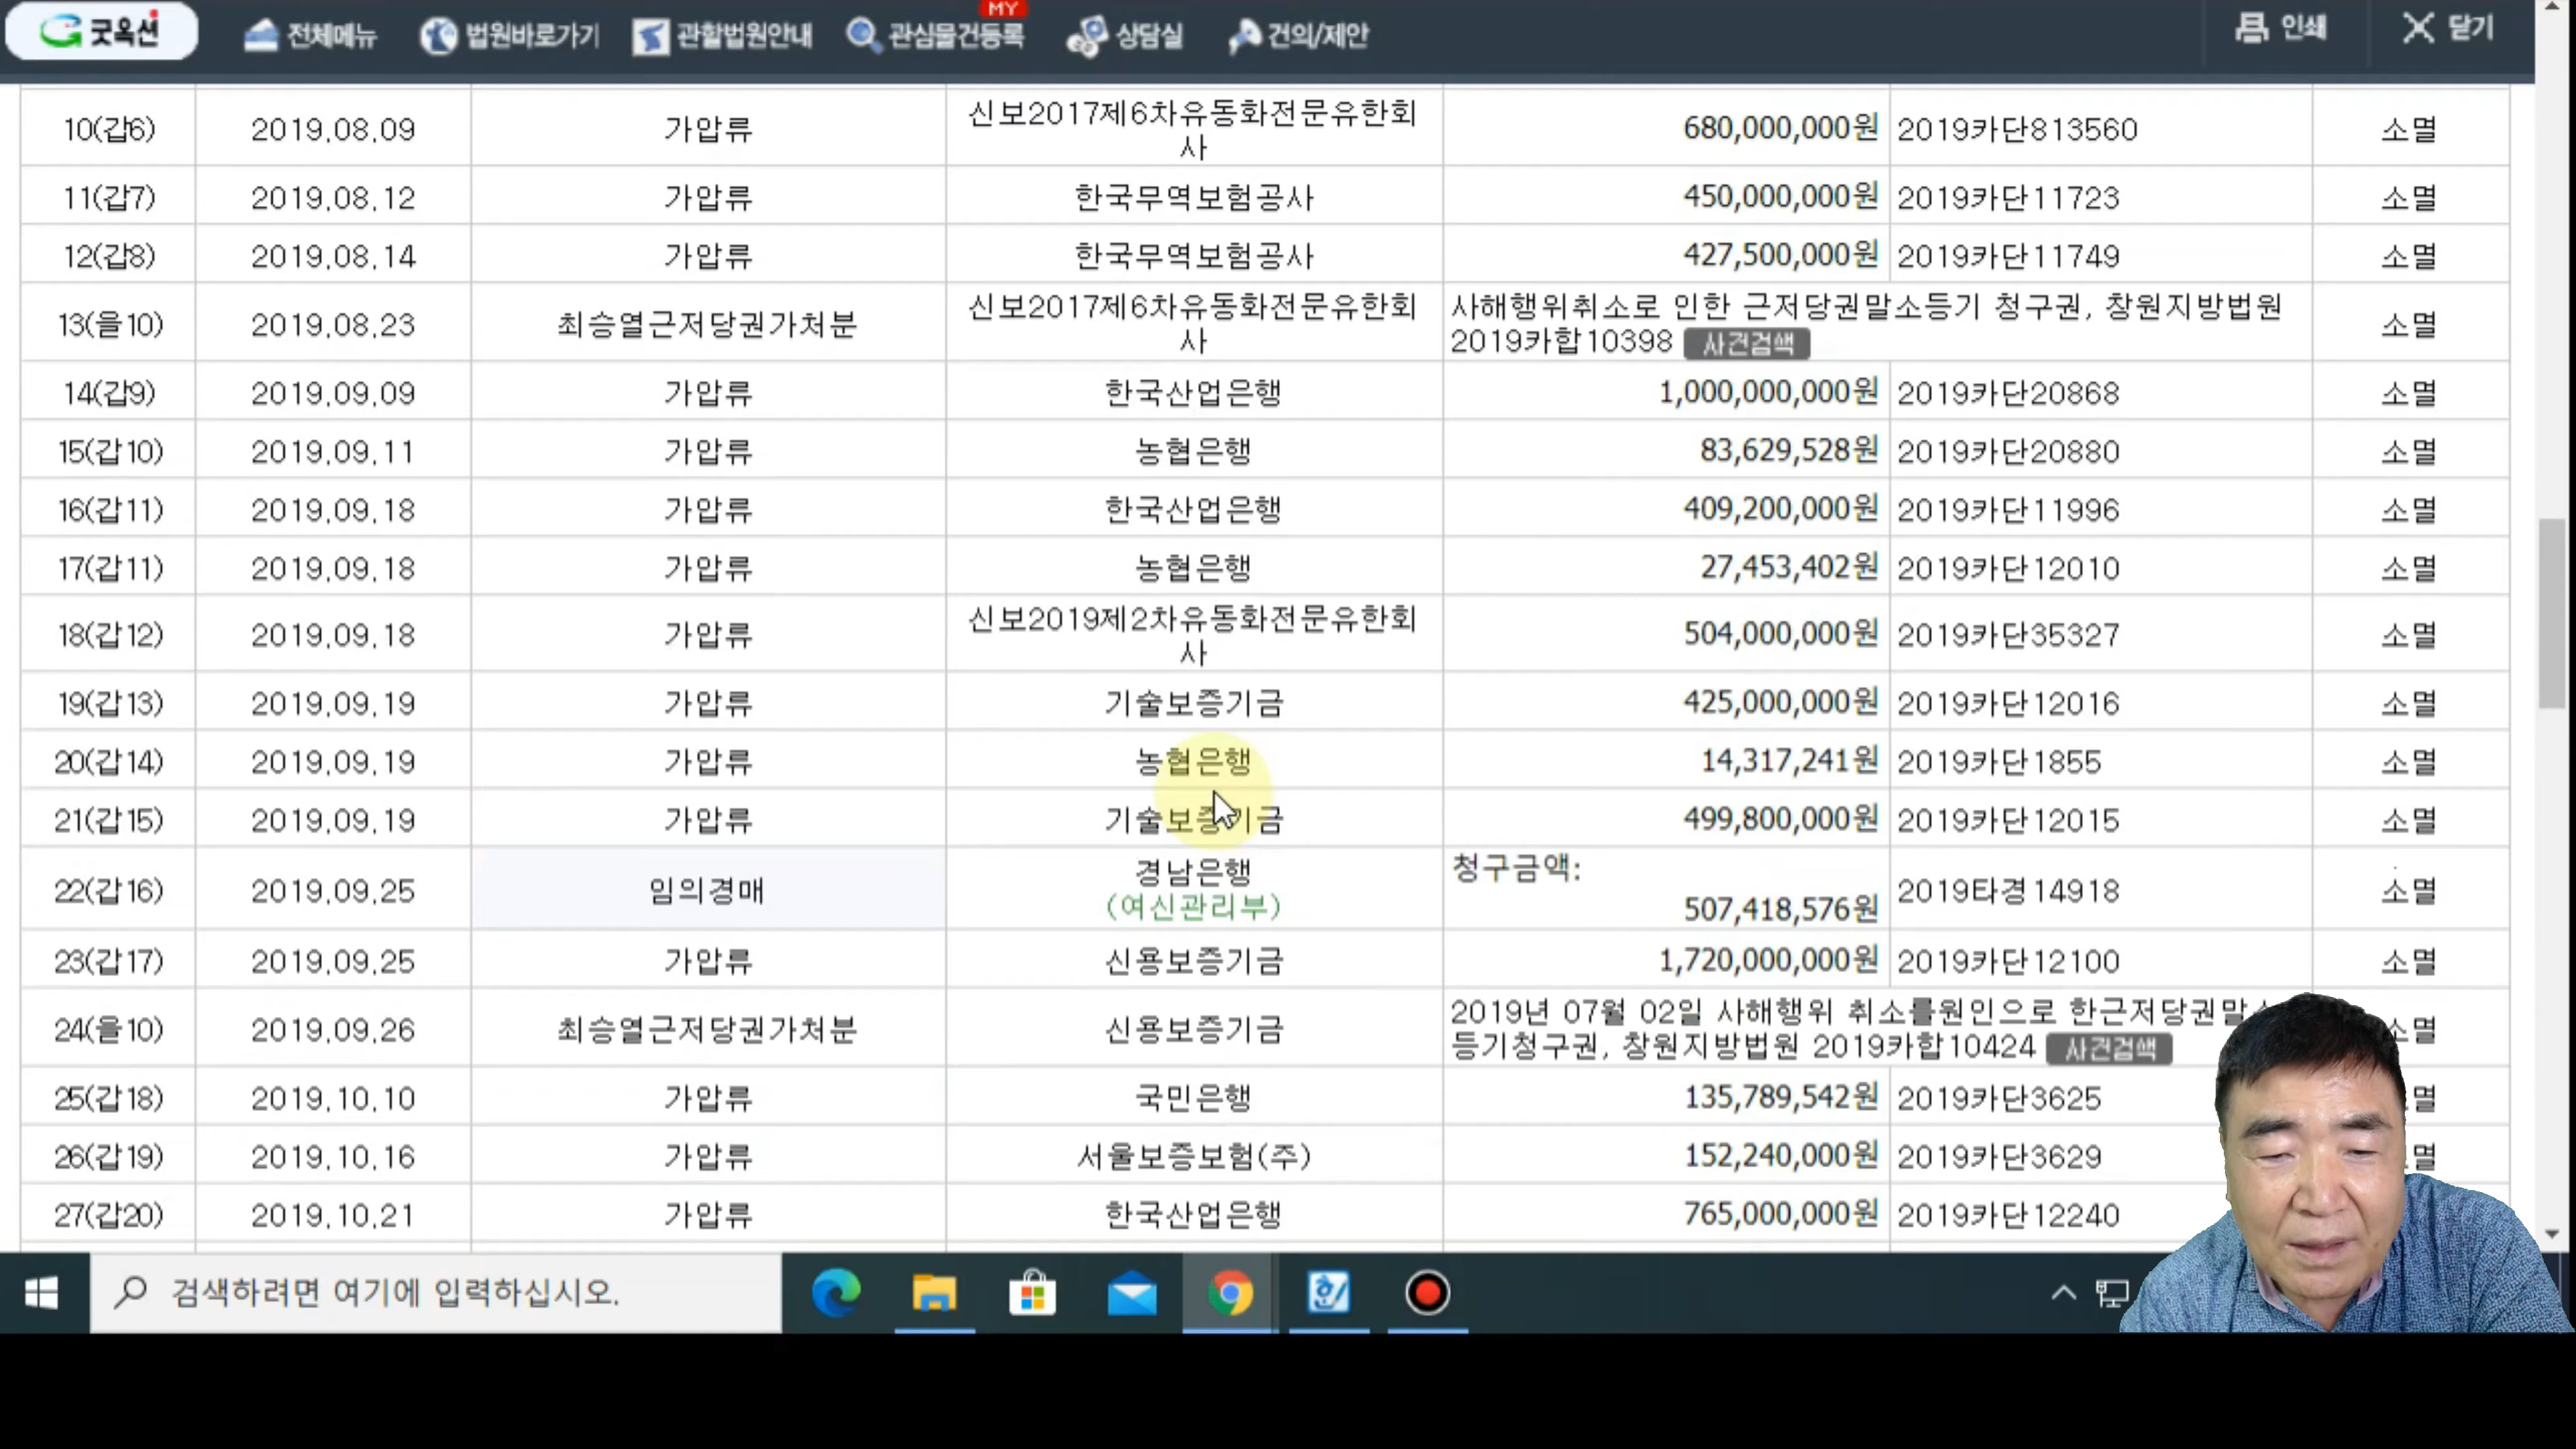 굿옥션 전체메뉴 법원바로가기 관할법원안내 관심물건등록 MY 상담실 건의/제안 인쇄 닫기
10(갑6) 2019.08.09 가압류 신보2017제6차유동화전문유한회 680,000,000원 2019카단813560 소멸
사
11(갑7) 2019.08.12 가압류 한국무역보험공사 450,000,000원 2019카단11723 소멸
12(갑8) 2019.08.14 가압류 한국무역보험공사 427,500,000원 2019카단11749 소멸
13(을10) 2019.08.23 최승열근저당권가처분 신보2017제6차유동화전문유한회 사해행위취소로 인한 근저당권말소등기 청구권, 창원지방법원 소멸
사 2019카합10398 사건검색
14(갑9) 2019.09.09 가압류 한국산업은행 1,000,000,000원 2019카단20868 소멸
15(갑10) 2019.09.11 가압류 농협은행 83,629,528원 2019카단20880 소멸
16(갑11) 2019.09.18 가압류 한국산업은행 409,200,000원 2019카단11996 소멸
17(갑11) 2019.09.18 가압류 농협은행 27,453,402원 2019카단12010 소멸
18(갑12) 2019.09.18 가압류 신보2019제2차유동화전문유한회 504,000,000원 2019카단35327 소멸
사
19(갑13) 2019.09.19 가압류 기술보증기금 425,000,000원 2019카단12016 소멸
20(갑14) 2019.09.19 가압류 농협은행 14,317,241원 2019카단1855 소멸
21(갑15) 2019.09.19 가압류 기술보증기금 499,800,000원 2019카단12015 소멸
22(갑16) 2019.09.25 임의경매 경남은행 청구금액: 2019타경14918 소멸
(여신관리부) 507,418,576원
23(갑17) 2019.09.25 가압류 신용보증기금 1,720,000,000원 2019카단12100 소멸
24(을10) 2019.09.26 최승열근저당권가처분 신용보증기금 2019년 07월 02일 사해행위 취소를원인으로 한근저당권말 소멸
등기청구권, 창원지방법원 2019카합10424 사건검색
25(갑18) 2019.10.10 가압류 국민은행 135,789,542원 2019카단3625 멸
26(갑19) 2019.10.16 가압류 서울보증보험(주) 152,240,000원 2019카단3629 멸
27(갑20) 2019.10.21 가압류 한국산업은행 765,000,000원 2019카단12240
검색하려면 여기에 입력하십시오.